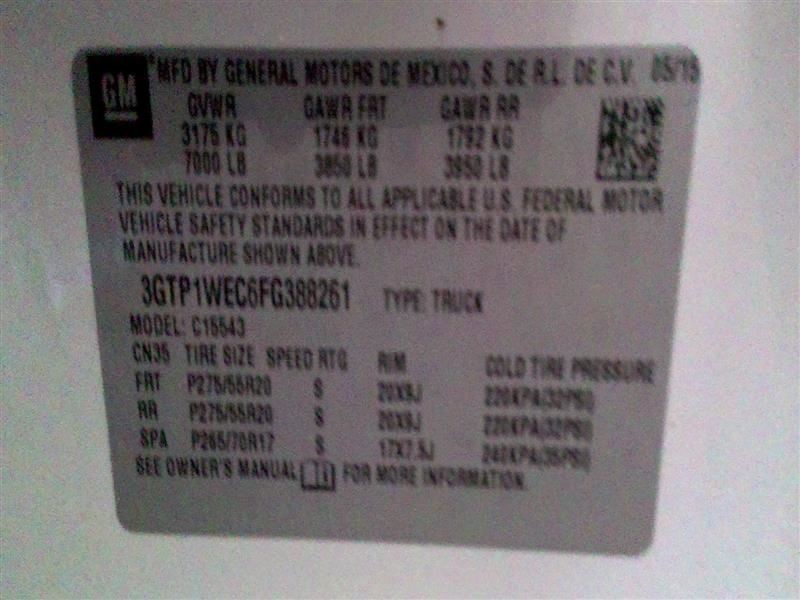 GM
MFD BY GENERAL MOTORS DE MEXICO, S. DE R.L. DE C.V. 05/15
GVWR GAWR FRT GAWR RR
3175 KG 1746 KG 1792 KG
7000 LB 3850 LB 3950 LB
THIS VEHICLE CONFORMS TO ALL APPLICABLE U.S. FEDERAL MOTOR
VEHICLE SAFETY STANDARDS IN EFFECT ON THE DATE OF
MANUFACTURE SHOWN ABOVE.
3GTP1WEC6FG388261 TYPE: TRUCK
MODEL: C15543
CN35 TIRE SIZE SPEED RTG RIM COLD TIRE PRESSURE
FRT P275/55R20 S 20X9J 220KPA(32PSI)
RR P275/55R20 S 20X9J 220KPA(32PSI)
SPA P265/70R17 S 17X7.5J 240KPA(35PSI)
SEE OWNER'S MANUAL FOR MORE INFORMATION.